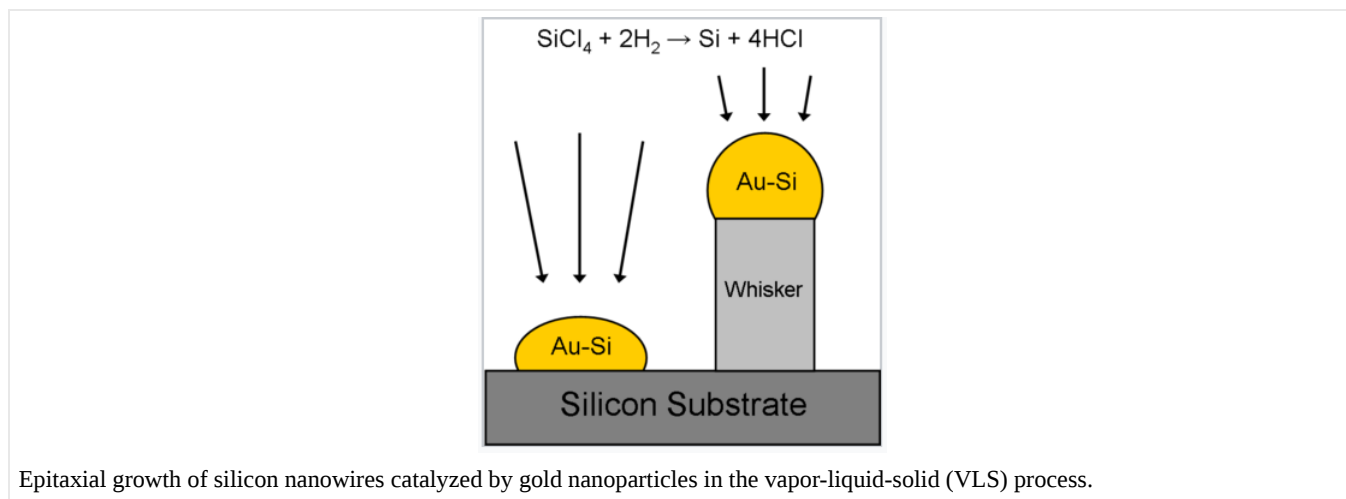 SiCl₄ + 2H₂ → Si + 4HCl
Au-Si
Whisker
Au-Si
Silicon Substrate
Epitaxial growth of silicon nanowires catalyzed by gold nanoparticles in the vapor-liquid-solid (VLS) process.